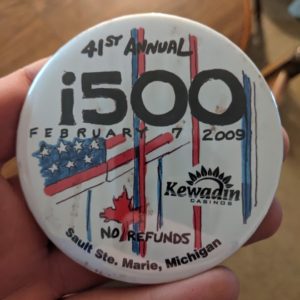 41ST ANNUAL
i500
FEBRUARY 7 2009
Kewadin
CASINOS
NO REFUNDS
Sault Ste. Marie, Michigan